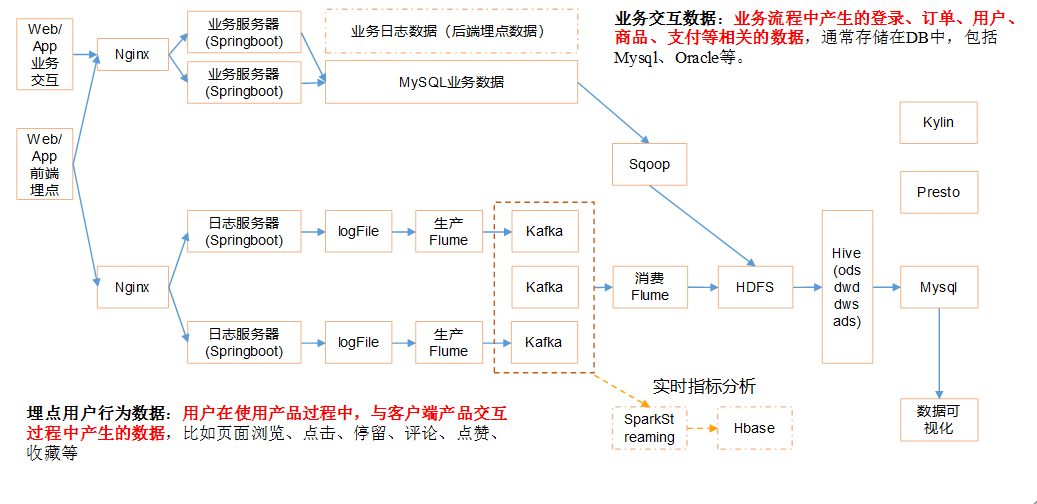 Web/
App
业务
交互
Nginx
业务服务器
(Springboot)
业务服务器
(Springboot)
业务日志数据（后端埋点数据）
MySQL业务数据
业务交互数据：业务流程中产生的登录、订单、用户、
商品、支付等相关的数据，通常存储在DB中，包括
Mysql、Oracle等。
Web/
App
前端
埋点
Sqoop
Kylin
Presto
Nginx
日志服务器
(Springboot)
logFile
生产
Flume
Kafka
Kafka
日志服务器
(Springboot)
logFile
生产
Flume
Kafka
消费
Flume
HDFS
Hive
(ods
dwd
dws
ads)
Mysql
数据可
视化
实时指标分析
SparkSt
reaming
Hbase
埋点用户行为数据：用户在使用产品过程中，与客户端产品交互
过程中产生的数据，比如页面浏览、点击、停留、评论、点赞、
收藏等